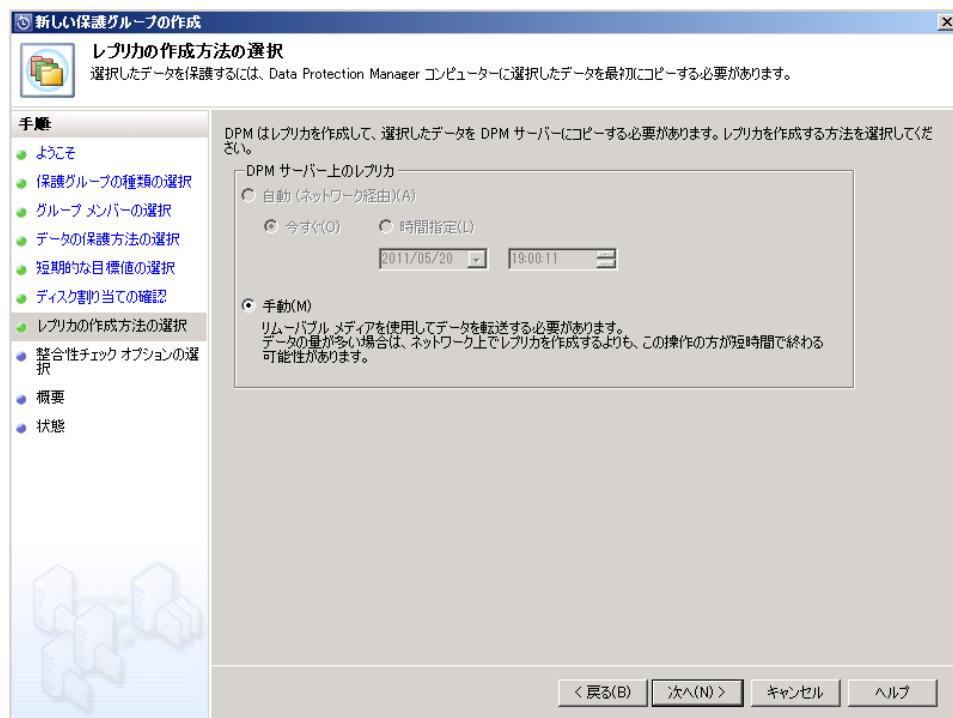 新しい保護グループの作成
レプリカの作成方法の選択
選択したデータを保護するには、Data Protection Manager コンピューターに選択したデータを最初にコピーする必要があります。
手順
ようこそ
保護グループの種類の選択
グループ メンバーの選択
データの保護方法の選択
短期的な目標値の選択
ディスク割り当ての確認
レプリカの作成方法の選択
整合性チェック オプションの選
択
概要
状態
DPM はレプリカを作成して、選択したデータを DPM サーバーにコピーする必要があります。レプリカを作成する方法を選択してくだ
さい。
DPM サーバー上のレプリカ
自動 (ネットワーク経由)(A)
今すぐ(O)
時間指定(L)
2011/05/20
19:00:11
手動(M)
リムーバブル メディアを使用してデータを転送する必要があります。
データの量が多い場合は、ネットワーク上でレプリカを作成するよりも、この操作の方が短時間で終わる
可能性があります。
< 戻る(B)
次へ(N) >
キャンセル
ヘルプ